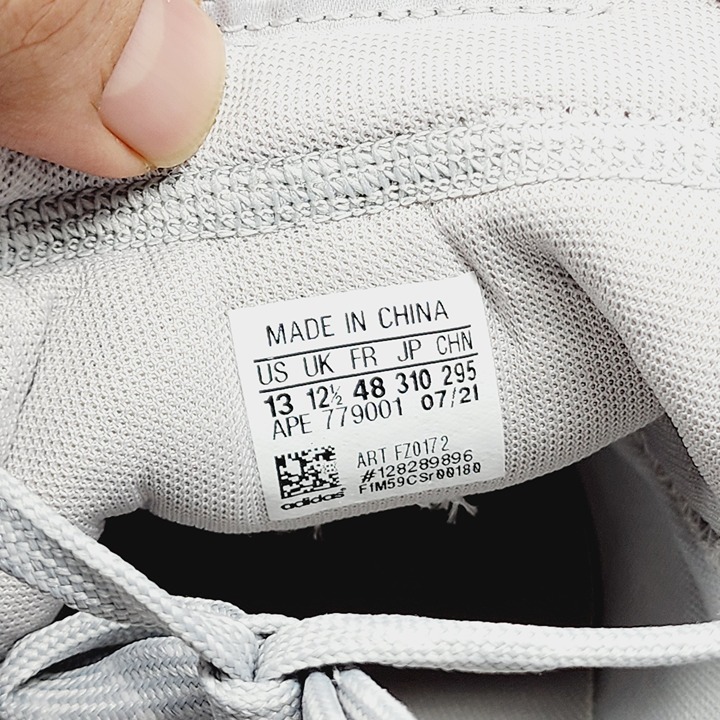 MADE IN CHINA
US UK FR JP CHN
13 12½ 48 310 295
APE 779001 07/21
ART FZ0172
#128289896
F1M59CSr00180
adidas